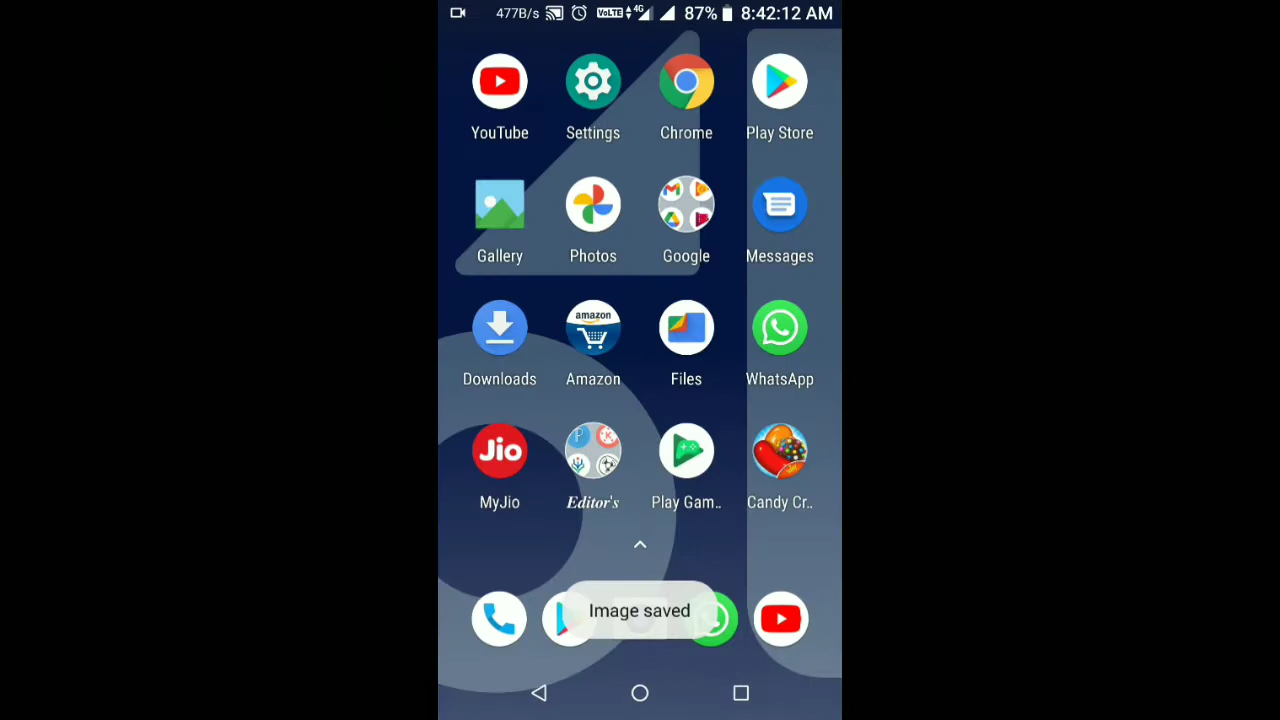 477B/s VoLTE 4G 87% 8:42:12 AM
YouTube Settings Chrome Play Store
Gallery Photos Google Messages
amazon
Downloads Amazon Files WhatsApp
Jio P K
MyJio Editor's Play Gam.. Candy Cr..
Image saved